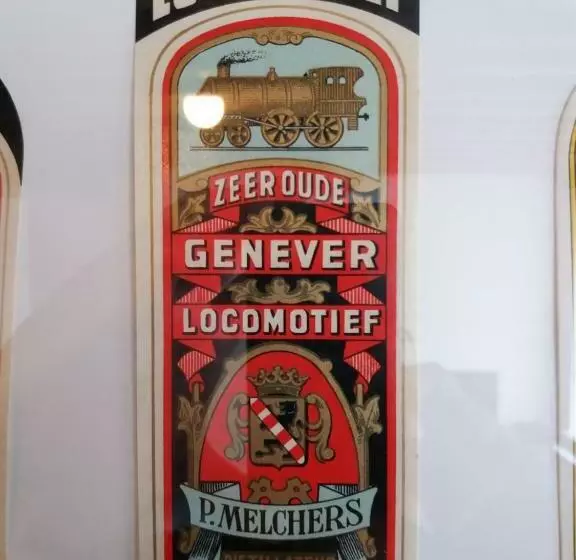 ZEER OUDE
GENEVER
LOCOMOTIEF
P. MELCHERS